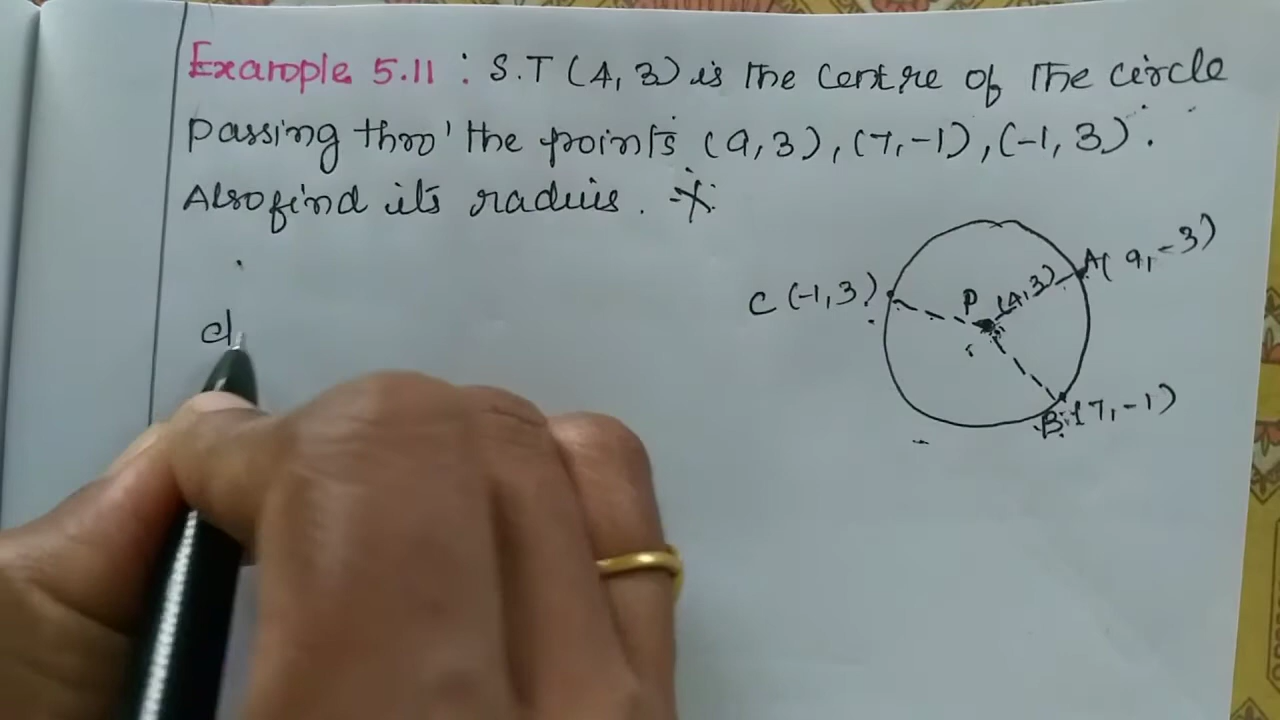 Example 5.11 : S.T (4, 3) is the centre of the circle
passing thro' the points (9,3), (7,-1), (-1, 3).
Also find its radius.
C (-1,3)
P
(4,3)
A( 9,-3)
B (7,-1)
d